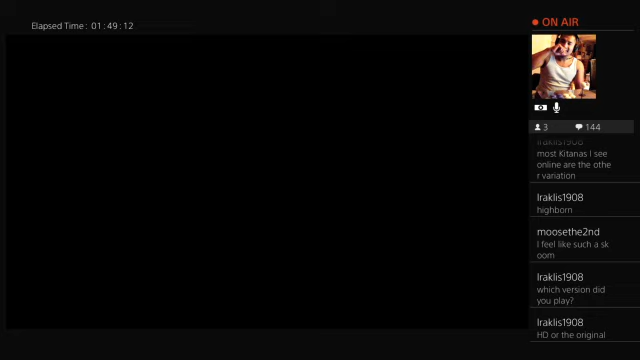 Elapsed Time : 01 : 49 : 12
ON AIR
3
144
Iraklis1908
most Kitanas I see
online are the othe
r variation
Iraklis1908
highborn
moosethe2nd
I feel like such a sk
oom
Iraklis1908
which version did
you play?
Iraklis1908
HD or the original